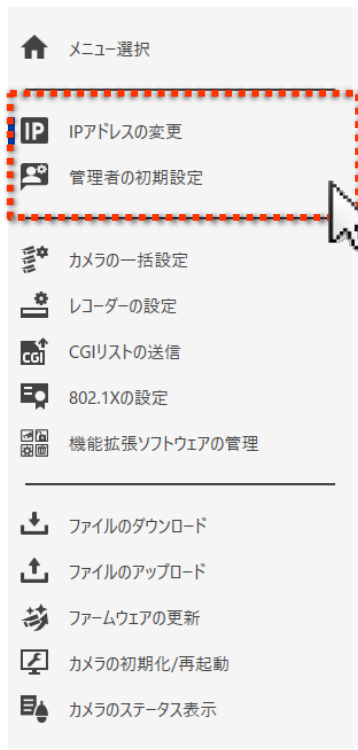 メニュー選択
IP
IPアドレスの変更
管理者の初期設定
カメラの一括設定
レコーダーの設定
CGI
CGIリストの送信
802.1Xの設定
機能拡張ソフトウェアの管理
ファイルのダウンロード
ファイルのアップロード
ファームウェアの更新
カメラの初期化/再起動
カメラのステータス表示